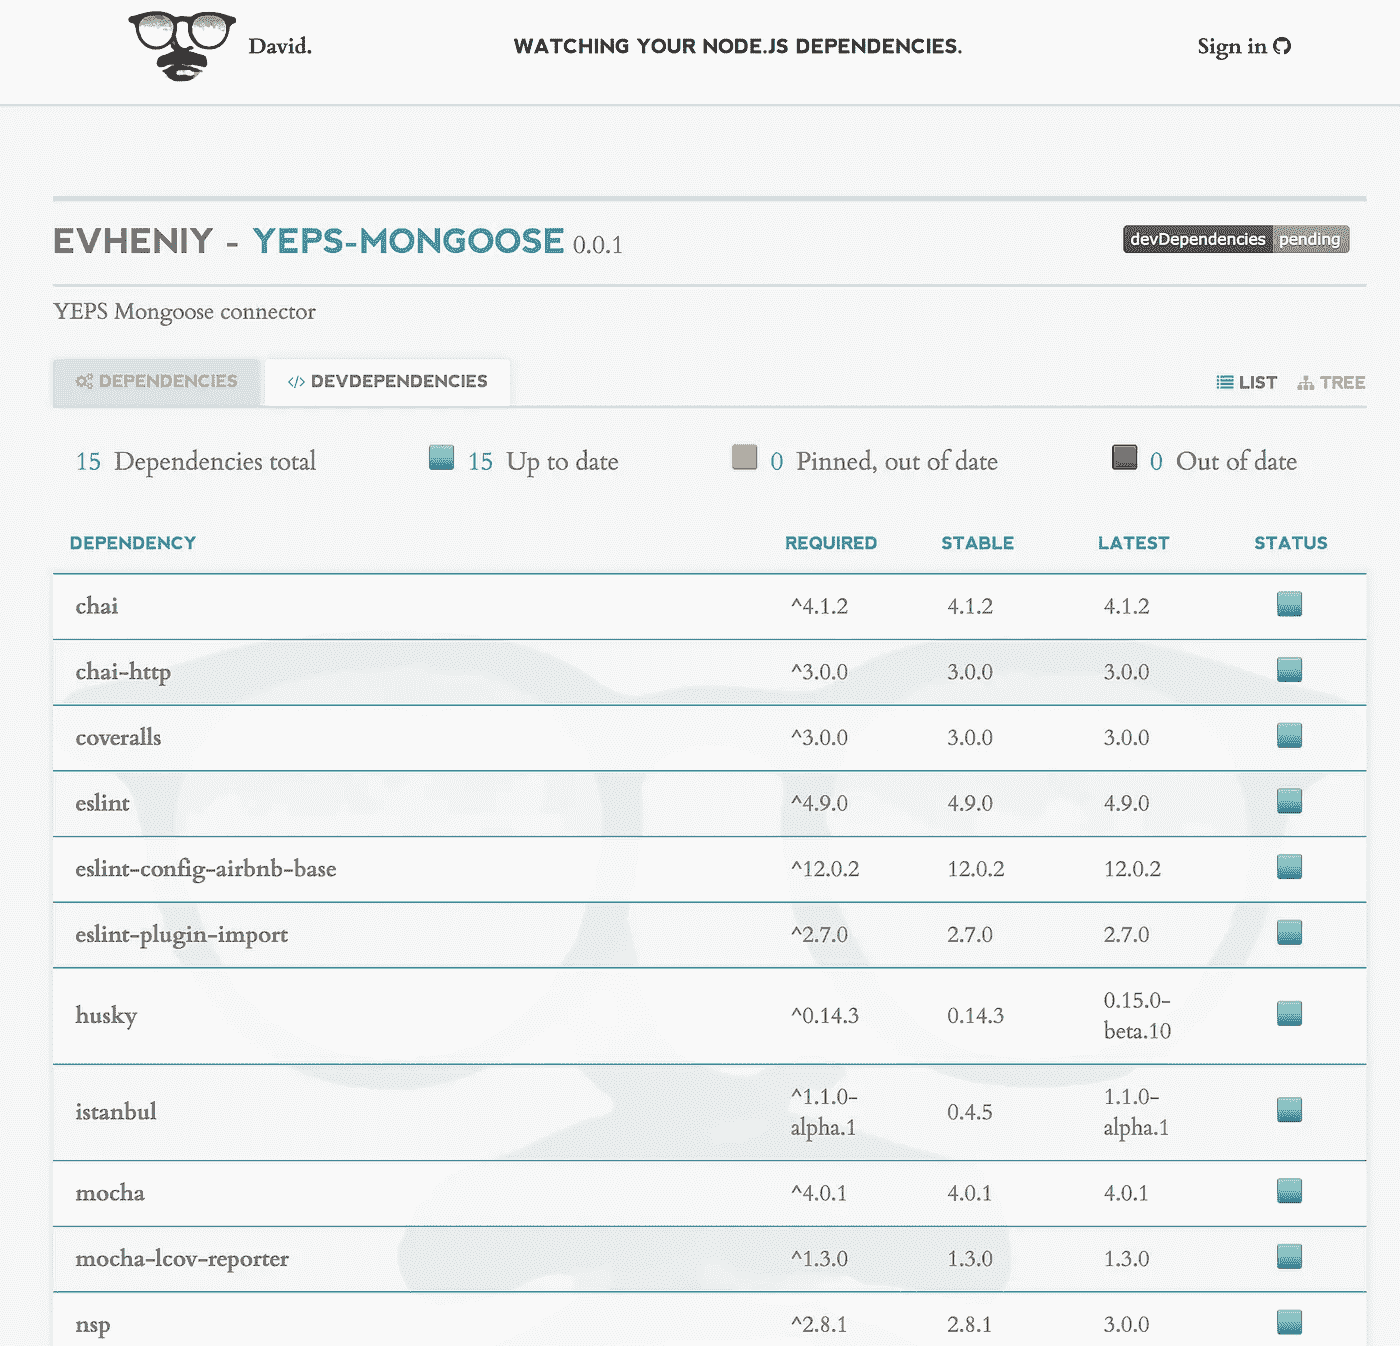 David.
WATCHING YOUR NODE.JS DEPENDENCIES.
Sign in
EVHENIY - YEPS-MONGOOSE 0.0.1
devDependencies pending
YEPS Mongoose connector
DEPENDENCIES
</> DEVDEPENDENCIES
LIST
TREE
15 Dependencies total
15 Up to date
0 Pinned, out of date
0 Out of date
DEPENDENCY REQUIRED STABLE LATEST STATUS
chai ^4.1.2 4.1.2 4.1.2
chai-http ^3.0.0 3.0.0 3.0.0
coveralls ^3.0.0 3.0.0 3.0.0
eslint ^4.9.0 4.9.0 4.9.0
eslint-config-airbnb-base ^12.0.2 12.0.2 12.0.2
eslint-plugin-import ^2.7.0 2.7.0 2.7.0
husky ^0.14.3 0.14.3 0.15.0-
beta.10
istanbul ^1.1.0- 0.4.5 1.1.0-
alpha.1 alpha.1
mocha ^4.0.1 4.0.1 4.0.1
mocha-lcov-reporter ^1.3.0 1.3.0 1.3.0
nsp ^2.8.1 2.8.1 3.0.0